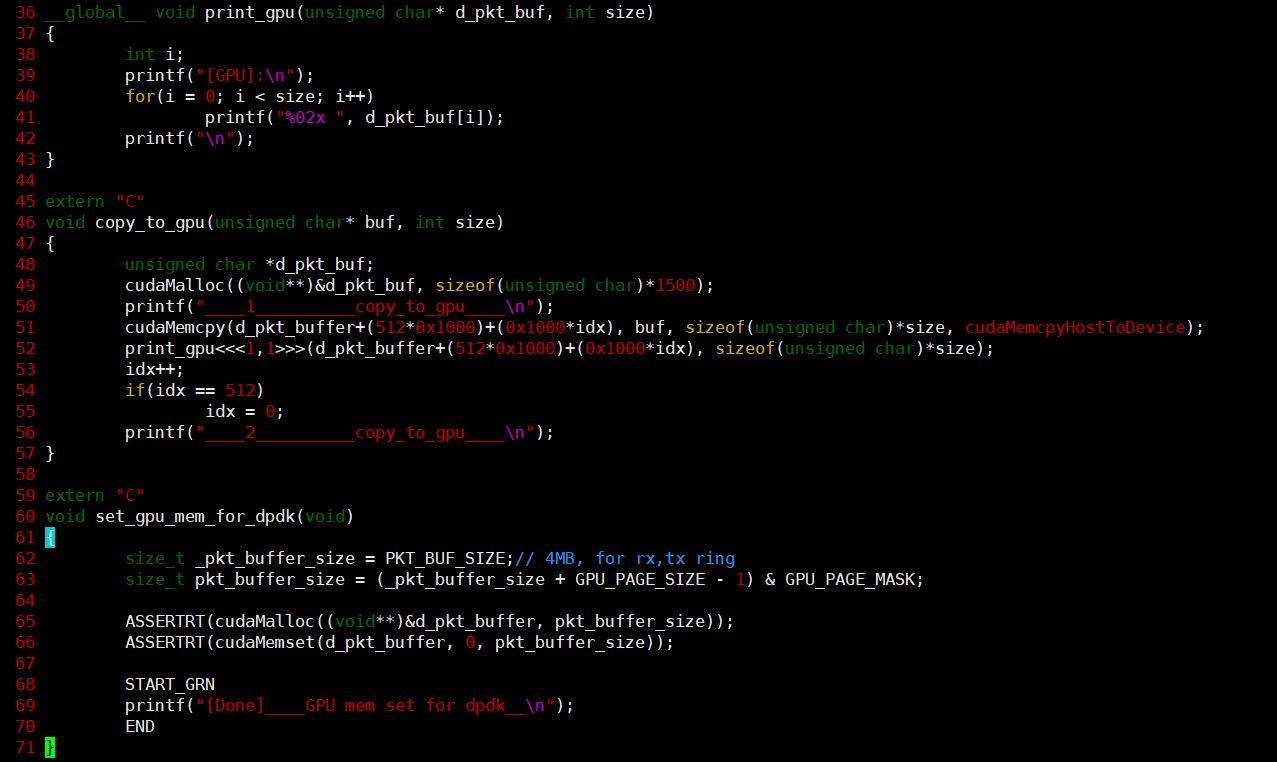 36 __global__ void print_gpu(unsigned char* d_pkt_buf, int size)
37 {
38         int i;
39         printf("[GPU]:\n");
40         for(i = 0; i < size; i++)
41                 printf("%02x ", d_pkt_buf[i]);
42         printf("\n");
43 }
44
45 extern "C"
46 void copy_to_gpu(unsigned char* buf, int size)
47 {
48         unsigned char *d_pkt_buf;
49         cudaMalloc((void**)&d_pkt_buf, sizeof(unsigned char)*1500);
50         printf("____1__________copy_to_gpu____\n");
51         cudaMemcpy(d_pkt_buffer+(512*0x1000)+(0x1000*idx), buf, sizeof(unsigned char)*size, cudaMemcpyHostToDevice);
52         print_gpu<<<1,1>>>(d_pkt_buffer+(512*0x1000)+(0x1000*idx), sizeof(unsigned char)*size);
53         idx++;
54         if(idx == 512)
55                 idx = 0;
56         printf("____2__________copy_to_gpu____\n");
57 }
58
59 extern "C"
60 void set_gpu_mem_for_dpdk(void)
61 {
62         size_t _pkt_buffer_size = PKT_BUF_SIZE;// 4MB, for rx,tx ring
63         size_t pkt_buffer_size = (_pkt_buffer_size + GPU_PAGE_SIZE - 1) & GPU_PAGE_MASK;
64
65         ASSERTRT(cudaMalloc((void**)&d_pkt_buffer, pkt_buffer_size));
66         ASSERTRT(cudaMemset(d_pkt_buffer, 0, pkt_buffer_size));
67
68         START_GRN
69         printf("[Done]____GPU mem set for dpdk__\n");
70         END
71 }